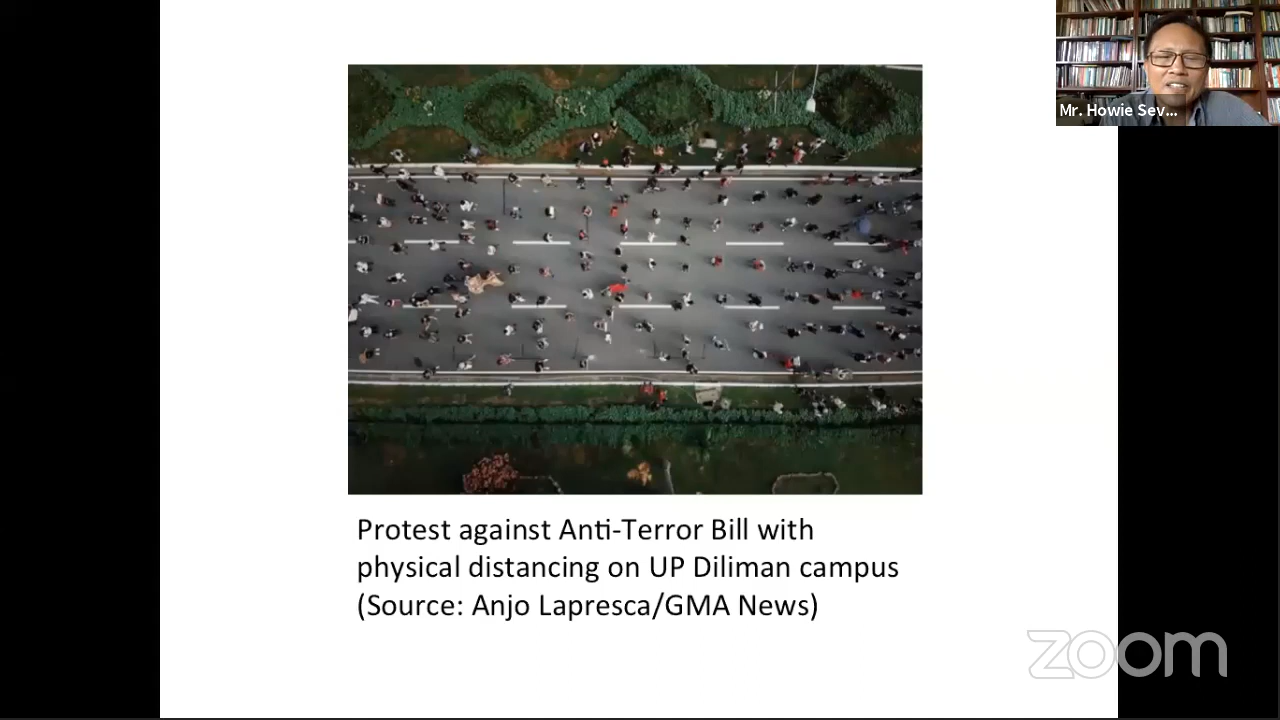 Mr. Howie Sev...
Protest against Anti-Terror Bill with
physical distancing on UP Diliman campus
(Source: Anjo Lapresca/GMA News)
zoom